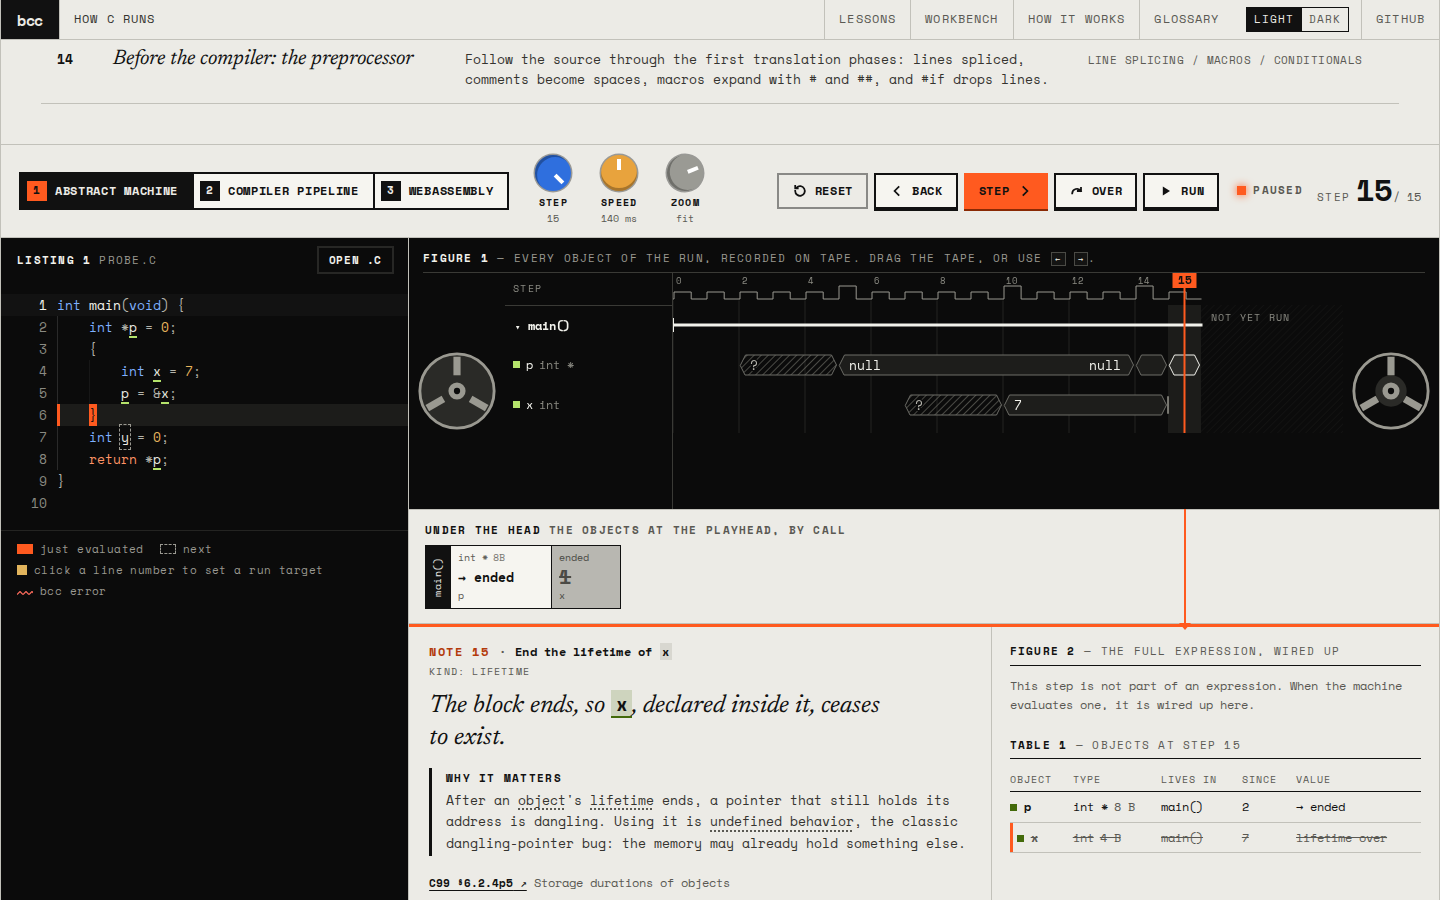 bcc HOW C RUNS LESSONS WORKBENCH HOW IT WORKS GLOSSARY LIGHT DARK GITHUB
14 Before the compiler: the preprocessor
Follow the source through the first translation phases: lines spliced,
comments become spaces, macros expand with # and ##, and #if drops lines.
LINE SPLICING / MACROS / CONDITIONALS
1 ABSTRACT MACHINE 2 COMPILER PIPELINE 3 WEBASSEMBLY
STEP
15
SPEED
140 ms
ZOOM
fit
RESET BACK STEP OVER RUN
PAUSED STEP 15 / 15
LISTING 1 PROBE.C OPEN .C
1 int main(void) {
2 int *p = 0;
3 {
4 int x = 7;
5 p = &x;
6 }
7 int y = 0;
8 return *p;
9 }
10
just evaluated next
click a line number to set a run target
bcc error
FIGURE 1 — EVERY OBJECT OF THE RUN, RECORDED ON TAPE. DRAG THE TAPE, OR USE ← →.
STEP 0 2 4 6 8 10 12 14 15
▾ main() NOT YET RUN
p int * ? null null
x int ? 7
UNDER THE HEAD THE OBJECTS AT THE PLAYHEAD, BY CALL
main()
int * 8B
→ ended
p
ended
x
NOTE 15 · End the lifetime of x
KIND: LIFETIME
The block ends, so x, declared inside it, ceases
to exist.
WHY IT MATTERS
After an object's lifetime ends, a pointer that still holds its
address is dangling. Using it is undefined behavior, the classic
dangling-pointer bug: the memory may already hold something else.
C99 §6.2.4p5 ↗ Storage durations of objects
FIGURE 2 — THE FULL EXPRESSION, WIRED UP
This step is not part of an expression. When the machine
evaluates one, it is wired up here.
TABLE 1 — OBJECTS AT STEP 15
OBJECT TYPE LIVES IN SINCE VALUE
p int * 8 B main() 2 → ended
x int 4 B main() 7 lifetime over